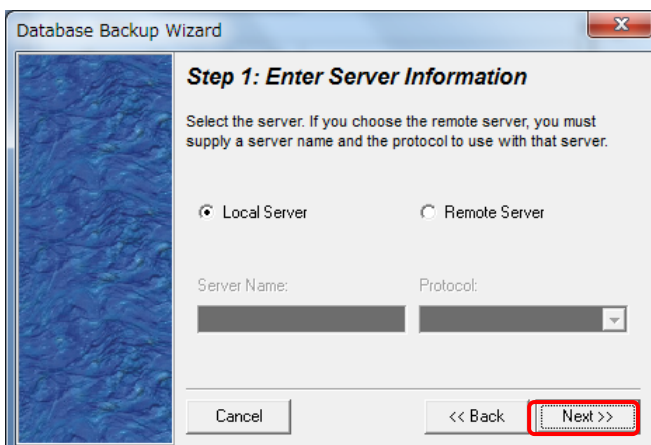 Database Backup Wizard
Step 1: Enter Server Information
Select the server. If you choose the remote server, you must
supply a server name and the protocol to use with that server.
Local Server
Remote Server
Server Name:
Protocol:
Cancel
<< Back
Next >>